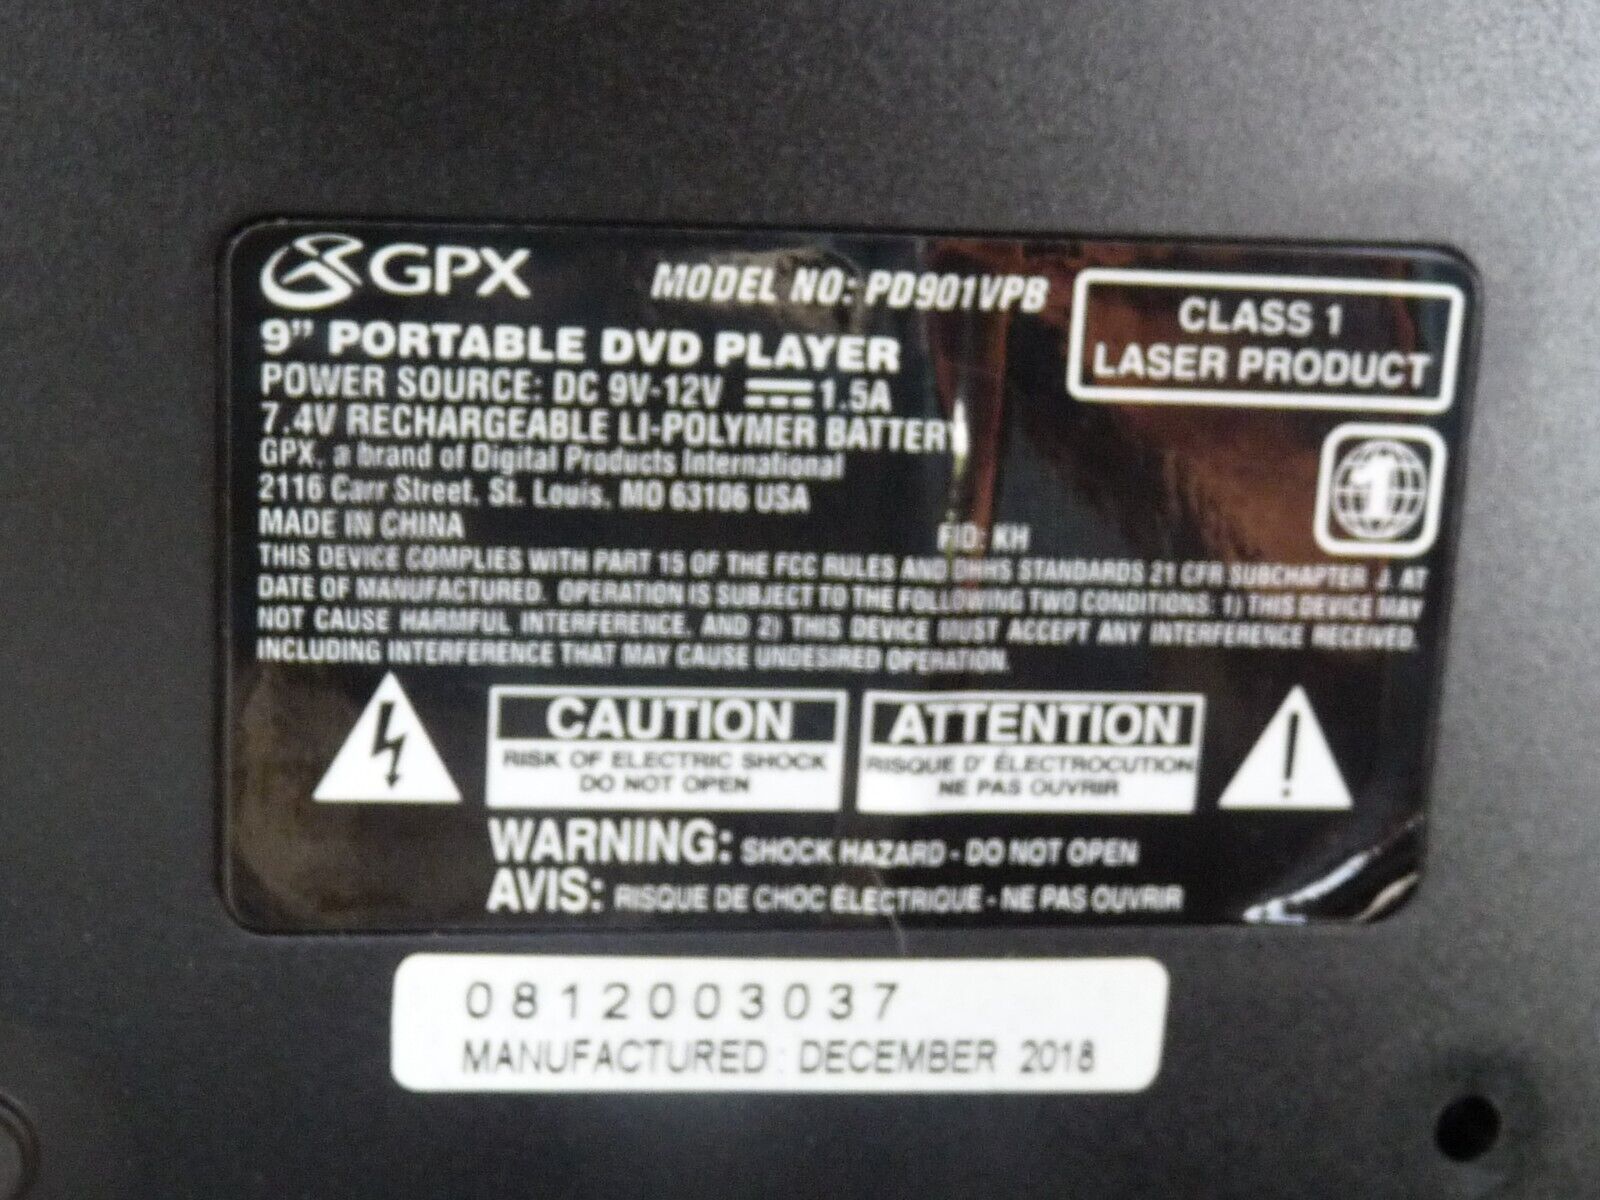 GPX
MODEL NO: PD901VPB
CLASS 1
LASER PRODUCT
9" PORTABLE DVD PLAYER
POWER SOURCE: DC 9V-12V 1.5A
7.4V RECHARGEABLE LI-POLYMER BATTERY
GPX, a brand of Digital Products International
2116 Carr Street, St. Louis, MO 63106 USA
MADE IN CHINA
FID: KH
1
THIS DEVICE COMPLIES WITH PART 15 OF THE FCC RULES AND DHHS STANDARDS 21 CFR SUBCHAPTER J. AT
DATE OF MANUFACTURED. OPERATION IS SUBJECT TO THE FOLLOWING TWO CONDITIONS: 1) THIS DEVICE MAY
NOT CAUSE HARMFUL INTERFERENCE, AND 2) THIS DEVICE MUST ACCEPT ANY INTERFERENCE RECEIVED,
INCLUDING INTERFERENCE THAT MAY CAUSE UNDESIRED OPERATION.
CAUTION
RISK OF ELECTRIC SHOCK
DO NOT OPEN
ATTENTION
RISQUE D' ÉLECTROCUTION
NE PAS OUVRIR
WARNING: SHOCK HAZARD - DO NOT OPEN
AVIS: RISQUE DE CHOC ÉLECTRIQUE - NE PAS OUVRIR
0812003037
MANUFACTURED : DECEMBER 2018